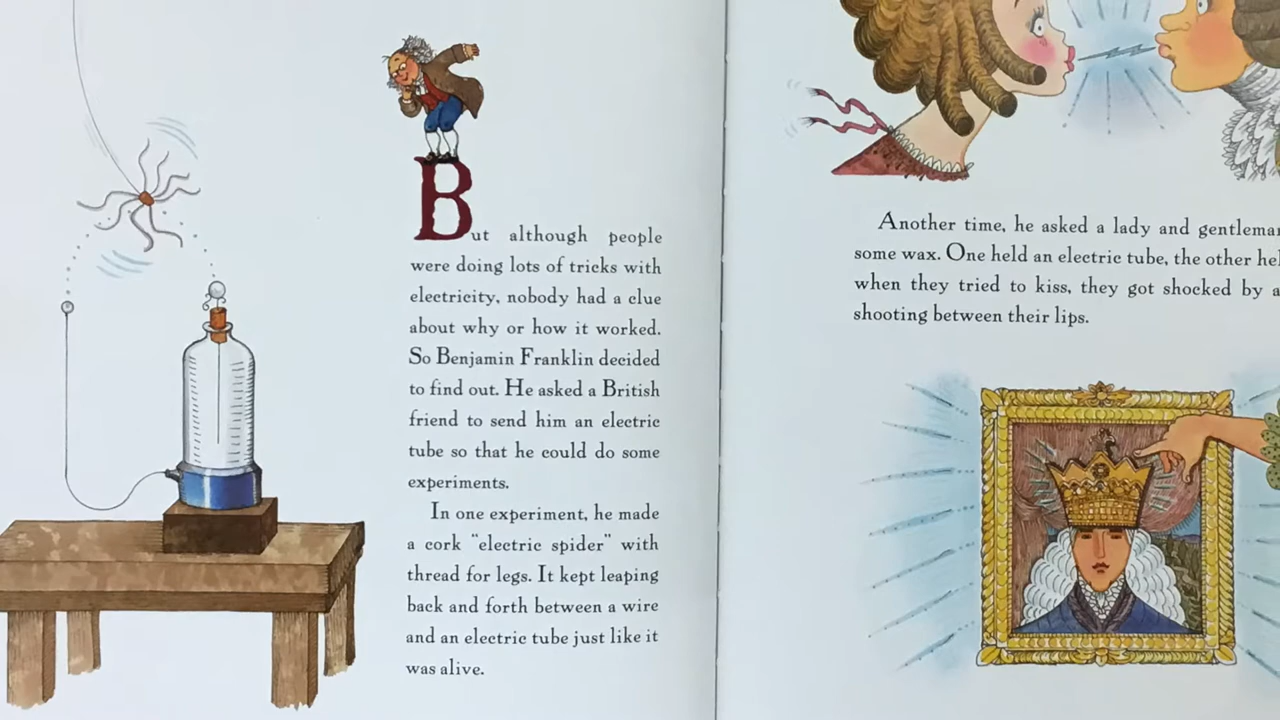 But although people
were doing lots of tricks with
electricity, nobody had a clue
about why or how it worked.
So Benjamin Franklin decided
to find out. He asked a British
friend to send him an electric
tube so that he could do some
experiments.
In one experiment, he made
a cork "electric spider" with
thread for legs. It kept leaping
back and forth between a wire
and an electric tube just like it
was alive.
Another time, he asked a lady and gentleman
some wax. One held an electric tube, the other
when they tried to kiss, they got shocked by
shooting between their lips.